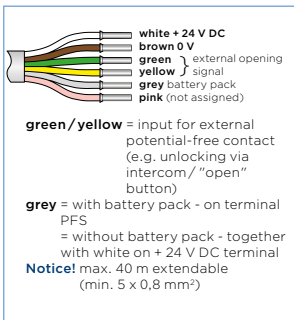 white + 24 V DC
brown 0 V
green
external opening
yellow
signal
grey battery pack
pink (not assigned)
green/yellow = input for external
potential-free contact
(e.g. unlocking via
intercom/ "open"
button)
grey = with battery pack - on terminal
PFS
= without battery pack - together
with white on + 24 V DC terminal
Notice! max. 40 m extendable
(min. 5 x 0,8 mm²)